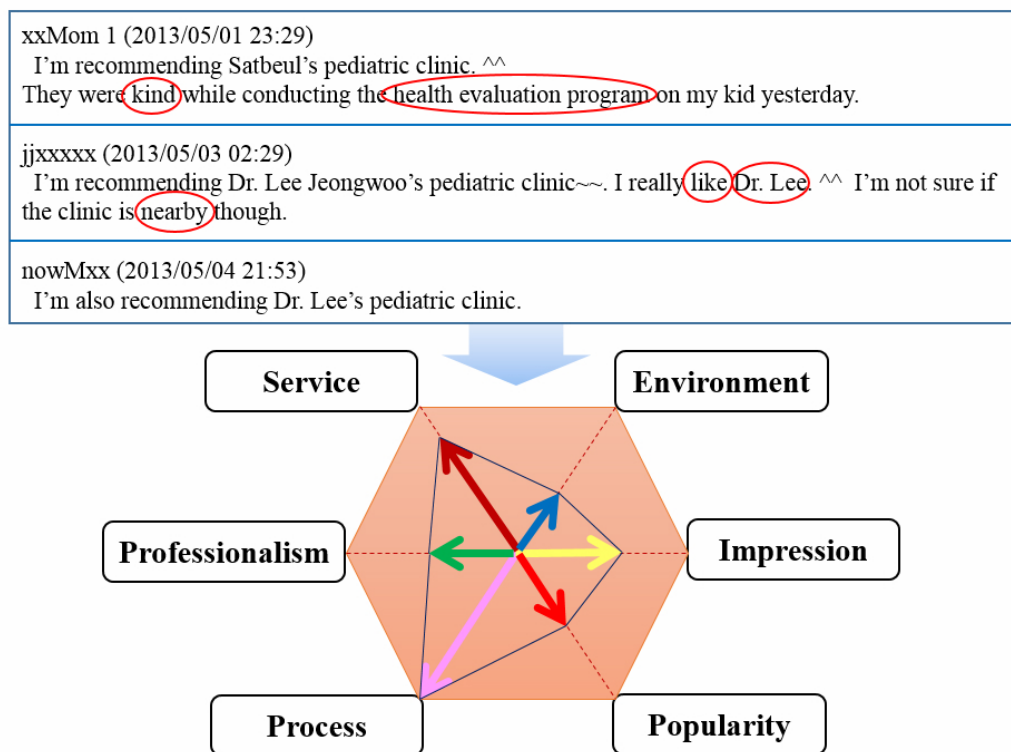 xxMom 1 (2013/05/01 23:29)
I'm recommending Satbeul's pediatric clinic. ^^
They were kind while conducting the health evaluation program on my kid yesterday.
jjxxxxx (2013/05/03 02:29)
I'm recommending Dr. Lee Jeongwoo's pediatric clinic~~. I really like Dr. Lee. ^^ I'm not sure if
the clinic is nearby though.
nowMxx (2013/05/04 21:53)
I'm also recommending Dr. Lee's pediatric clinic.
Service
Environment
Professionalism
Impression
Process
Popularity